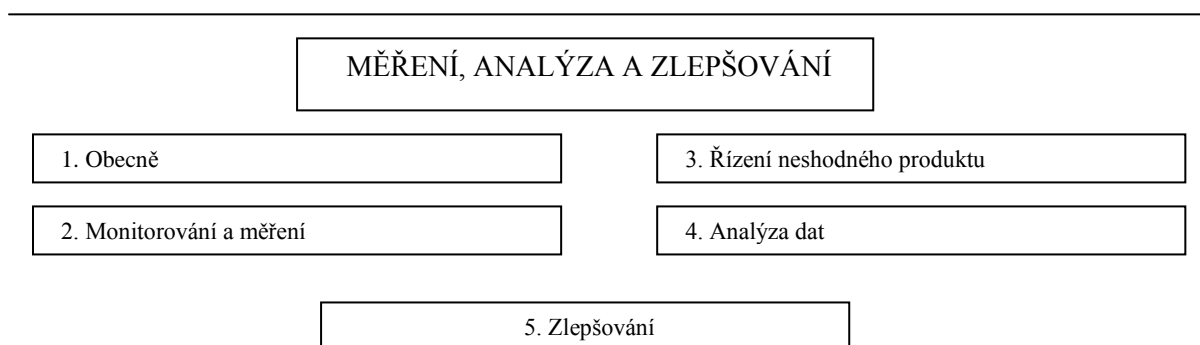 MĚŘENÍ, ANALÝZA A ZLEPŠOVÁNÍ
1. Obecně
2. Monitorování a měření
3. Řízení neshodného produktu
4. Analýza dat
5. Zlepšování